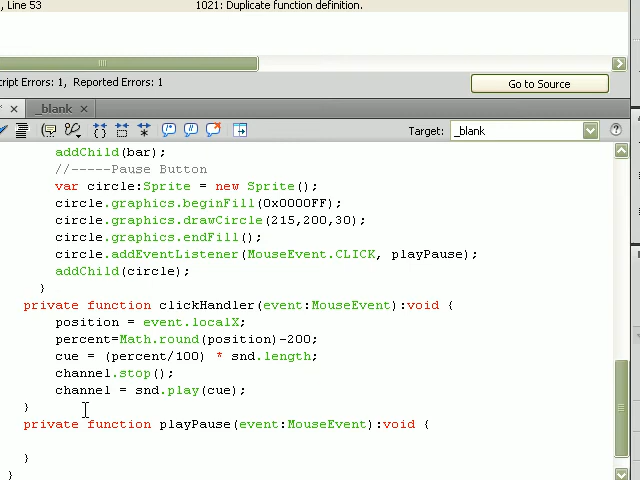 , Line 53 1021: Duplicate function definition.
cript Errors: 1, Reported Errors: 1
Go to Source
_blank
Target: _blank
addChild(bar);
//-----Pause Button
var circle:Sprite = new Sprite();
circle.graphics.beginFill(0x0000FF);
circle.graphics.drawCircle(215,200,30);
circle.graphics.endFill();
circle.addEventListener(MouseEvent.CLICK, playPause);
addChild(circle);
}
private function clickHandler(event:MouseEvent):void {
position = event.localX;
percent=Math.round(position)-200;
cue = (percent/100) * snd.length;
channel.stop();
channel = snd.play(cue);
}
private function playPause(event:MouseEvent):void {
}
}